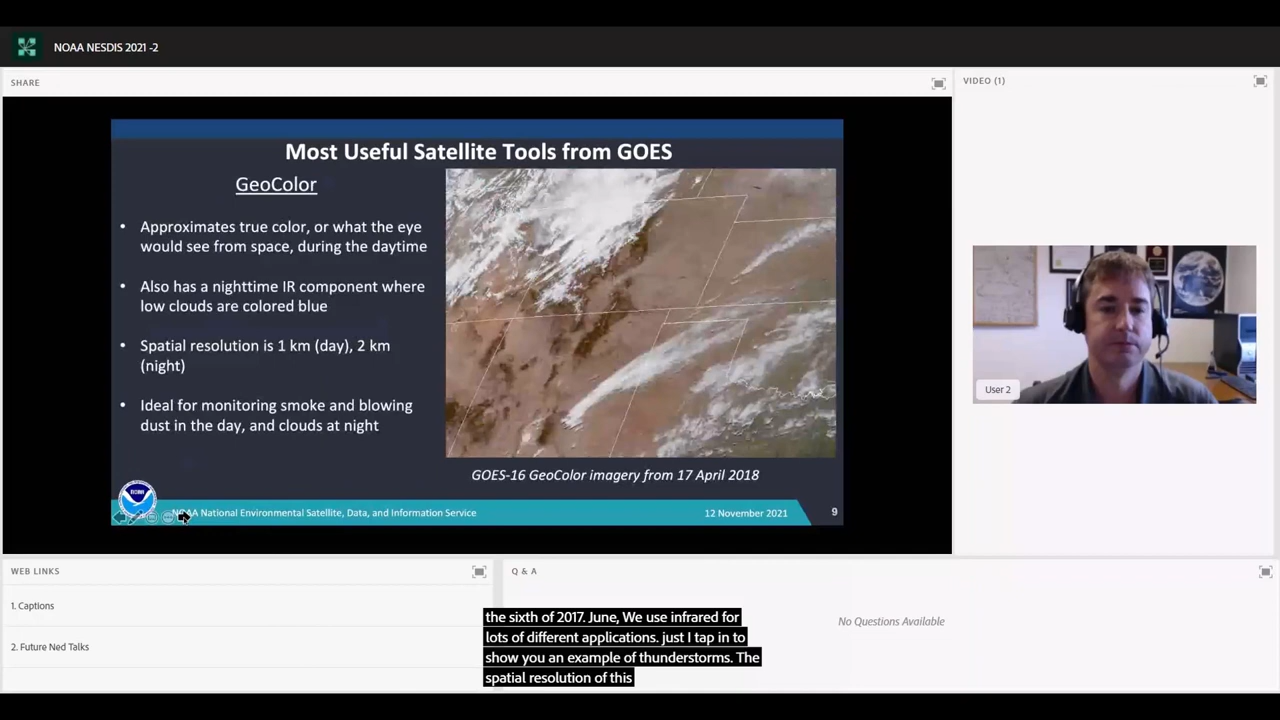 NOAA NESDIS 2021 -2
SHARE
VIDEO (1)
Most Useful Satellite Tools from GOES
GeoColor
• Approximates true color, or what the eye
would see from space, during the daytime
• Also has a nighttime IR component where
low clouds are colored blue
• Spatial resolution is 1 km (day), 2 km
(night)
• Ideal for monitoring smoke and blowing
dust in the day, and clouds at night
GOES-16 GeoColor imagery from 17 April 2018
NOAA National Environmental Satellite, Data, and Information Service
12 November 2021
9
User 2
WEB LINKS
1. Captions
2. Future Ned Talks
Q & A
No Questions Available
the sixth of 2017. June, We use infrared for
lots of different applications. just I tap in to
show you an example of thunderstorms. The
spatial resolution of this